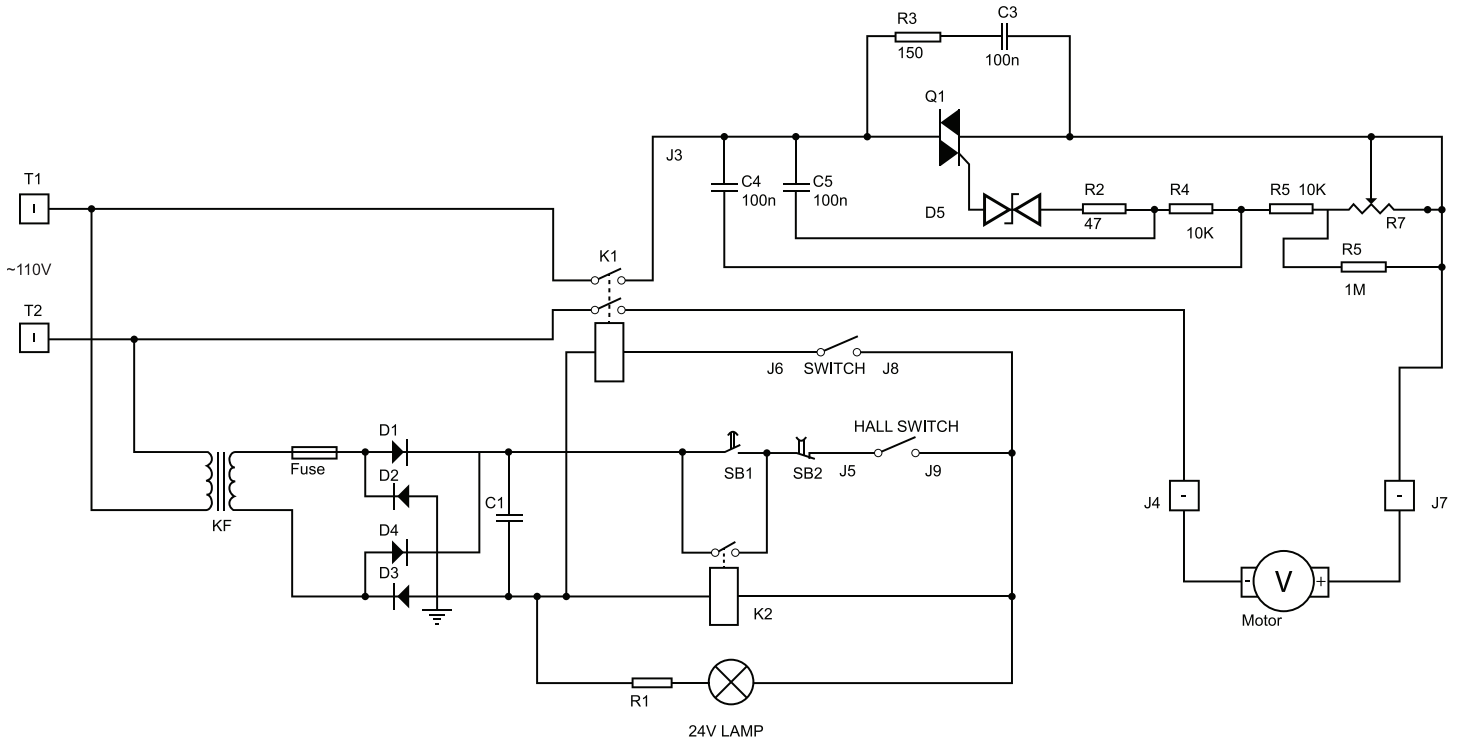 R3
C3
150
100n
Q1
T1
J3
C4
100n
C5
100n
D5
R2
47
R4
10K
R5 10K
R7
~110V
K1
R5
1M
T2
J6
SWITCH
J8
D1
HALL SWITCH
Fuse
D2
SB1
SB2
J5
J9
KF
C1
J4
J7
D4
D3
V
- +
K2
Motor
R1
24V LAMP